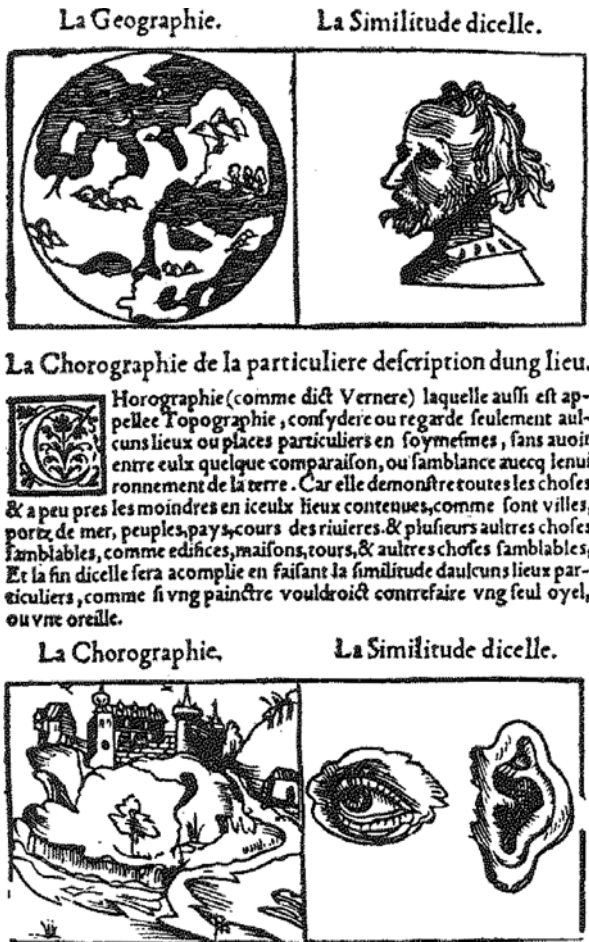 La Geographie.
La Similitude dicelle.
La Chorographie de la particuliere deſcription dung lieu.
CHorographie (comme dict Vernere) laquelle auſſi eſt ap-
pellee Topographie, conſydere ou regarde ſeulement aul-
cuns lieux ou places particuliers en ſoymeſmes, ſans auoir
entre eulx quelque comparaiſon, ou ſamblance auecq lenui
ronnement de la terre. Car elle demonſtre toutes les choſes
& a peu pres les moindres en iceulx lieux contenues, comme ſont villes,
portz de mer, peuples, pays, cours des riuieres. & pluſieurs aultres choſes
ſamblables, comme edifices, maiſons, tours, & aultres choſes ſamblables,
Et la fin dicelle ſera acomplie en faiſant la ſimilitude daulcuns lieux par-
ticuliers, comme ſi vng painctre vouldroict contrefaire vng ſeul oyel,
ou vne oreille.
La Chorographie.
La Similitude dicelle.